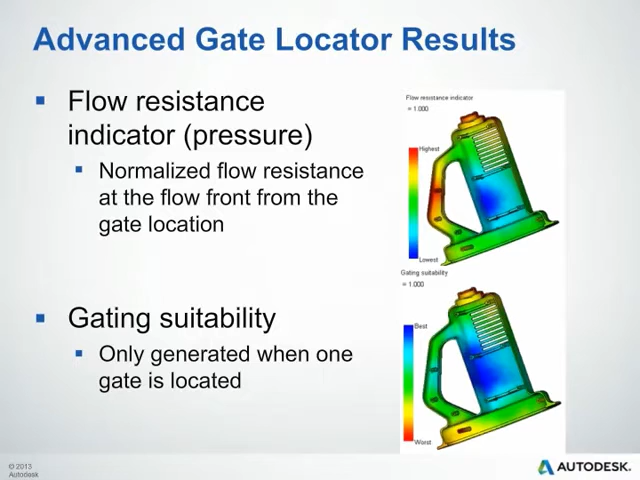 Advanced Gate Locator Results
▪ Flow resistance
indicator (pressure)
▪ Normalized flow resistance
at the flow front from the
gate location
▪ Gating suitability
▪ Only generated when one
gate is located
Flow resistance indicator
= 1.000
Highest
Lowest
Gating suitability
= 1.000
Best
Worst
© 2013
Autodesk
AUTODESK.